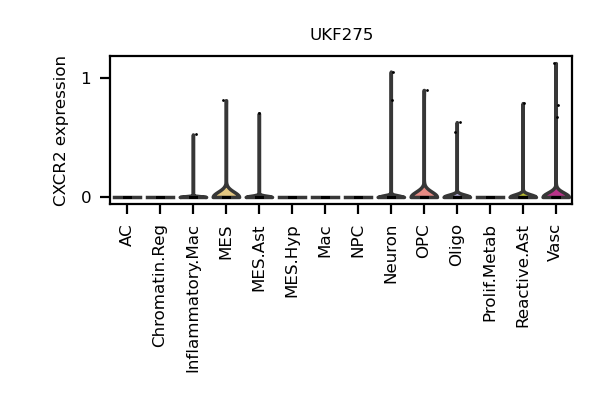 UKF275
CXCR2 expression
1
0
AC
Chromatin.Reg
Inflammatory.Mac
MES
MES.Ast
MES.Hyp
Mac
NPC
Neuron
OPC
Oligo
Prolif.Metab
Reactive.Ast
Vasc